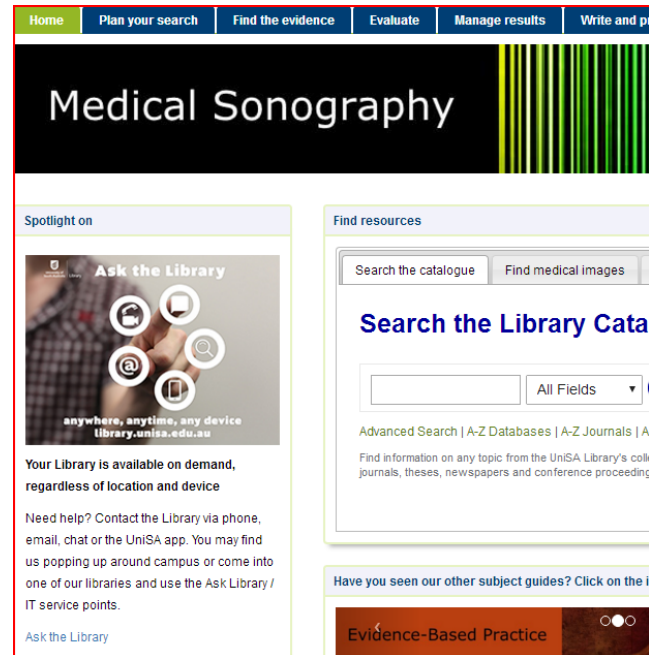 Home Plan your search Find the evidence Evaluate Manage results Write and
Medical Sonography
Spotlight on
Ask the Library
anywhere, anytime, any device
library.unisa.edu.au
Your Library is available on demand,
regardless of location and device
Need help? Contact the Library via phone,
email, chat or the UniSA app. You may find
us popping up around campus or come into
one of our libraries and use the Ask Library /
IT service points.
Ask the Library
Find resources
Search the catalogue Find medical images
Search the Library Cata
All Fields
Advanced Search | A-Z Databases | A-Z Journals | A
Find information on any topic from the UniSA Library's colle
journals, theses, newspapers and conference proceeding
Have you seen our other subject guides? Click on the i
Evidence-Based Practice